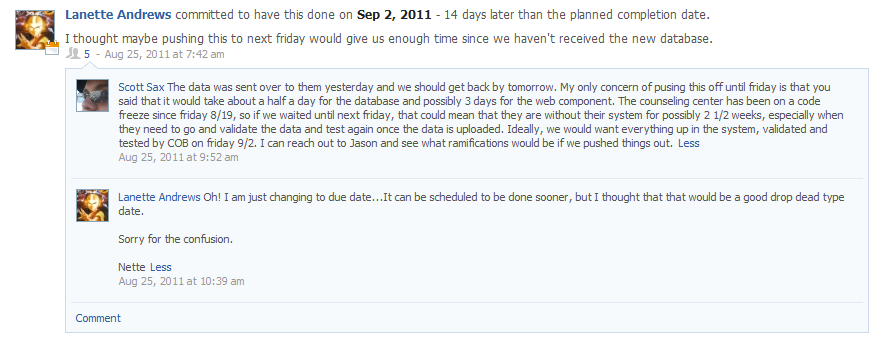 Lanette Andrews committed to have this done on Sep 2, 2011 - 14 days later than the planned completion date.
I thought maybe pushing this to next friday would give us enough time since we haven't received the new database.
5 - Aug 25, 2011 at 7:42 am
Scott Sax The data was sent over to them yesterday and we should get back by tomorrow. My only concern of pusing this off until friday is that you
said that it would take about a half a day for the database and possibly 3 days for the web component. The counseling center has been on a code
freeze since friday 8/19, so if we waited until next friday, that could mean that they are without their system for possibly 2 1/2 weeks, especially when
they need to go and validate the data and test again once the data is uploaded. Ideally, we would want everything up in the system, validated and
tested by COB on friday 9/2. I can reach out to Jason and see what ramifications would be if we pushed things out. Less
Aug 25, 2011 at 9:52 am
Lanette Andrews Oh! I am just changing to due date...It can be scheduled to be done sooner, but I thought that that would be a good drop dead type
date.
Sorry for the confusion.
Nette Less
Aug 25, 2011 at 10:39 am
Comment